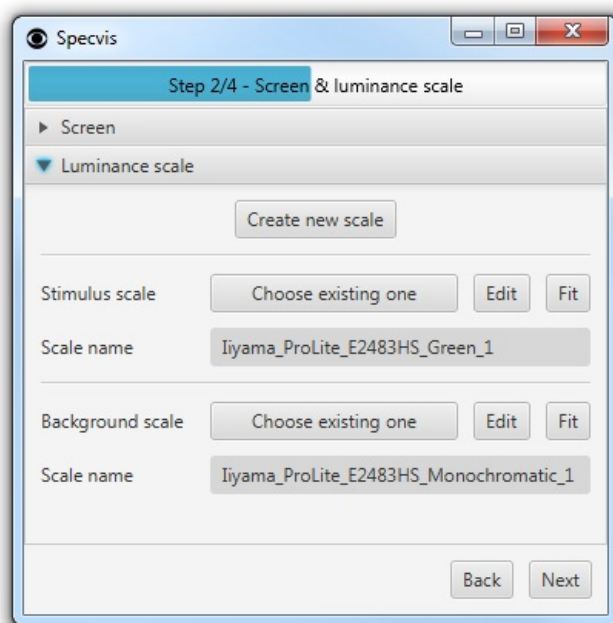 Specvis
Step 2/4 - Screen & luminance scale
Screen
Luminance scale
Create new scale
Stimulus scale Choose existing one Edit Fit
Scale name Iiyama_ProLite_E2483HS_Green_1
Background scale Choose existing one Edit Fit
Scale name Iiyama_ProLite_E2483HS_Monochromatic_1
Back Next